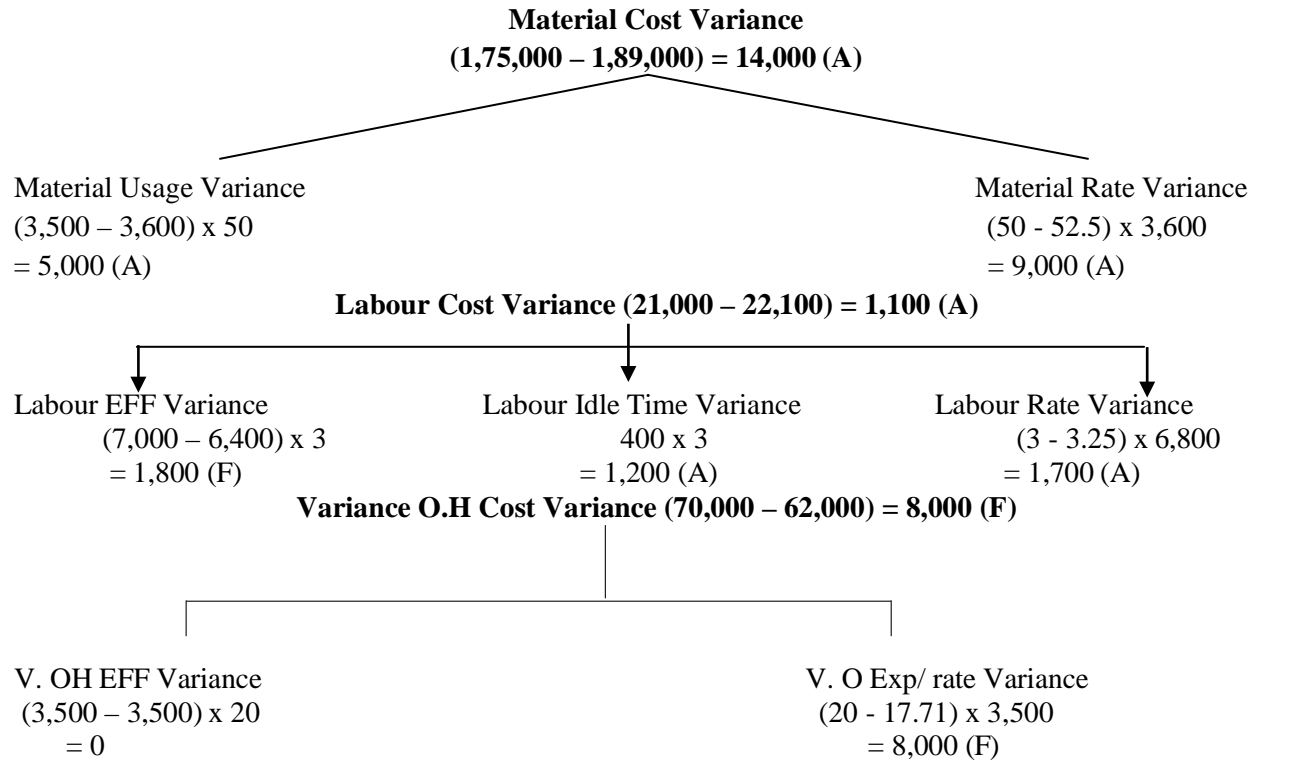 Material Cost Variance
(1,75,000 – 1,89,000) = 14,000 (A)
Material Usage Variance
(3,500 – 3,600) x 50
= 5,000 (A)
Material Rate Variance
(50 - 52.5) x 3,600
= 9,000 (A)
Labour Cost Variance (21,000 – 22,100) = 1,100 (A)
Labour EFF Variance
(7,000 – 6,400) x 3
= 1,800 (F)
Labour Idle Time Variance
400 x 3
= 1,200 (A)
Labour Rate Variance
(3 - 3.25) x 6,800
= 1,700 (A)
Variance O.H Cost Variance (70,000 – 62,000) = 8,000 (F)
V. OH EFF Variance
(3,500 – 3,500) x 20
= 0
V. O Exp/ rate Variance
(20 - 17.71) x 3,500
= 8,000 (F)